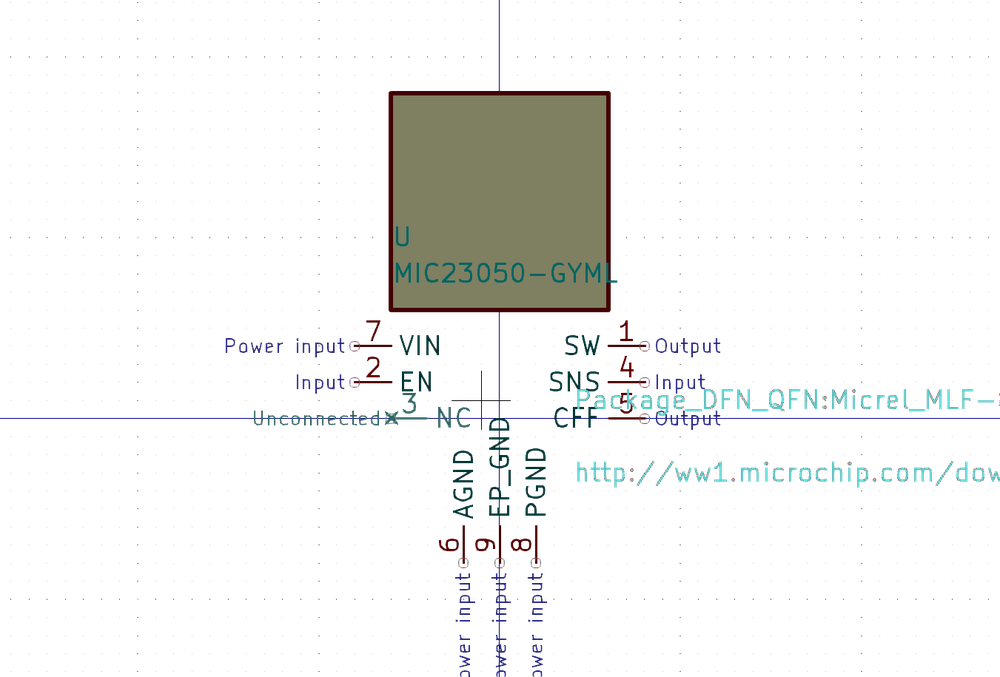 U
MIC23050-GYML
Power input 7 VIN
SW 1 Output
Input 2 EN
SNS 4 Input
Package_DFN_QFN:Micrel_MLF-
Unconnected 3 NC
CFF 5 Output
http://ww1.microchip.com/dow
AGND 6 ower input
EP_GND 9 ower input
PGND 8 ower input